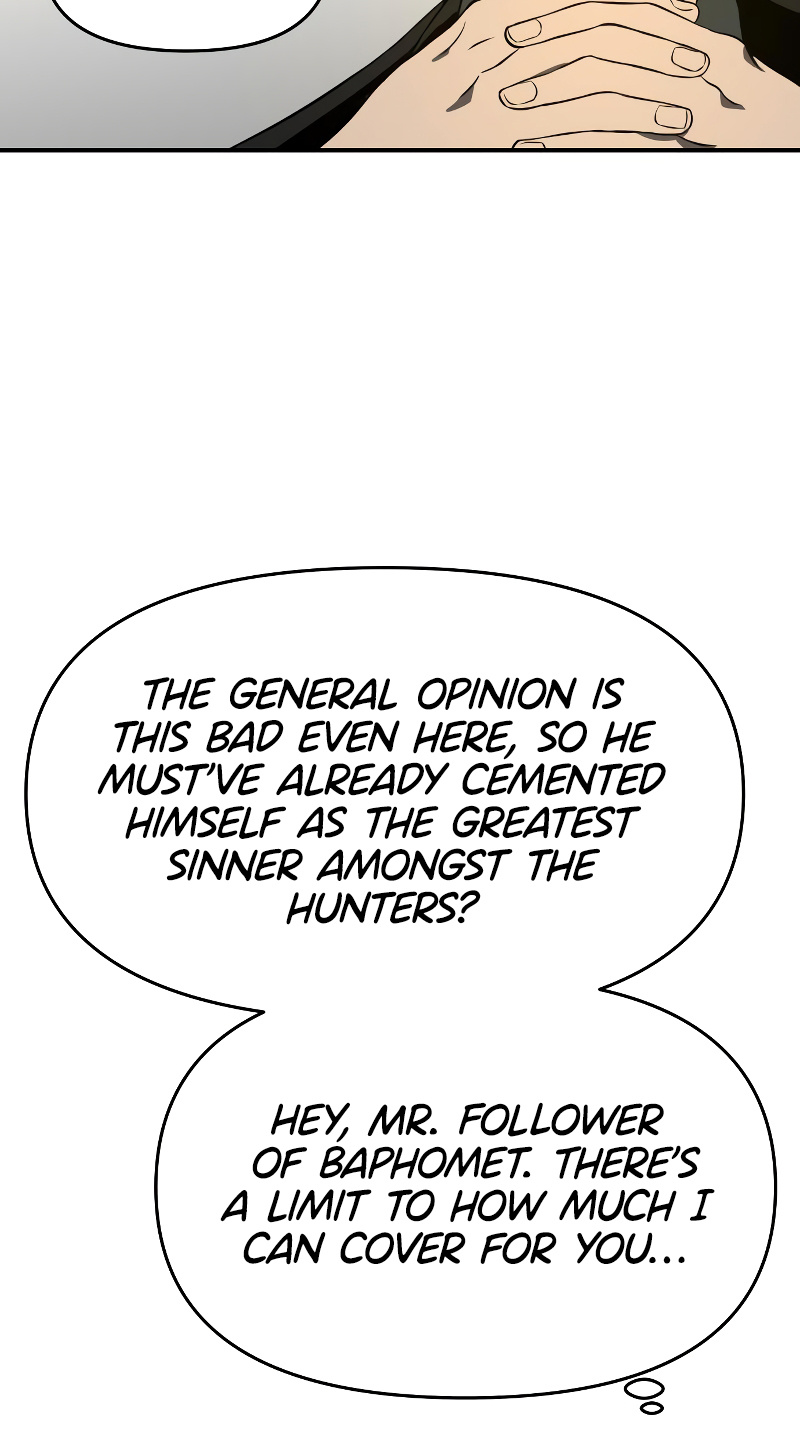 THE GENERAL OPINION IS
THIS BAD EVEN HERE, SO HE
MUST'VE ALREADY CEMENTED
HIMSELF AS THE GREATEST
SINNER AMONGST THE
HUNTERS?
HEY, MR. FOLLOWER
OF BAPHOMET. THERE'S
A LIMIT TO HOW MUCH I
CAN COVER FOR YOU...